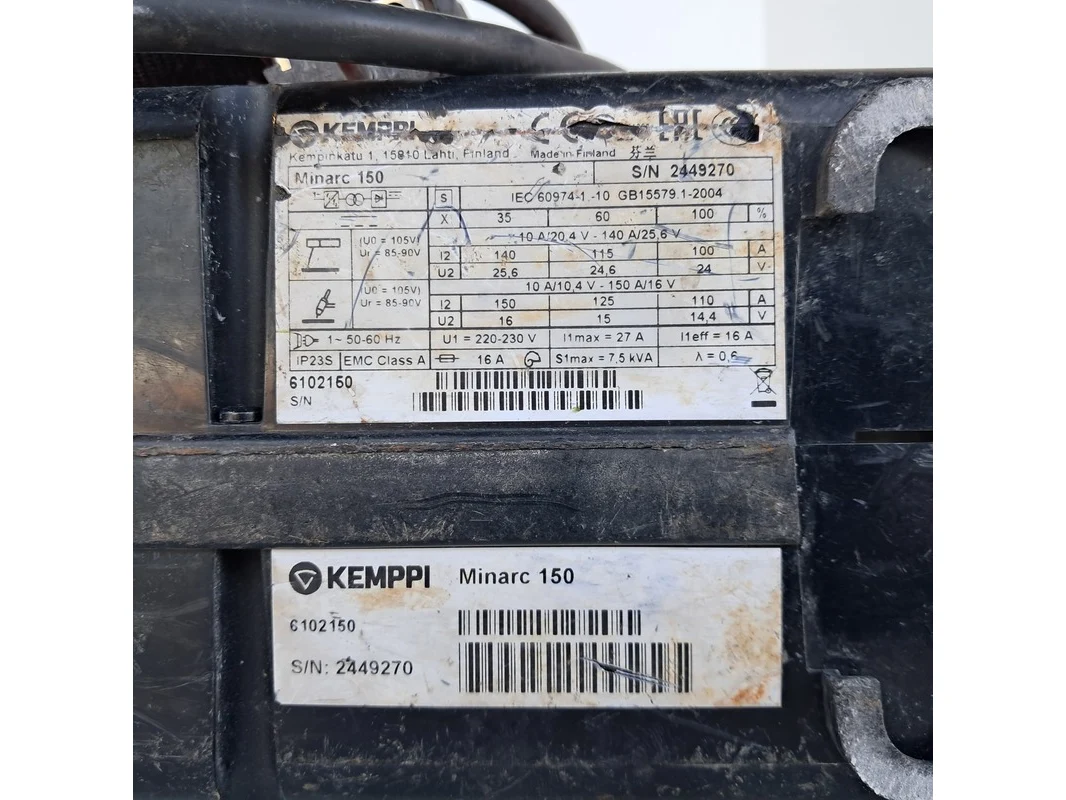 KEMPPI CE EAC
Kempinkatu 1, 15810 Lahti, Finland Made in Finland 芬兰
Minarc 150 S/N 2449270
1~ S IEC 60974-1,-10 GB15579.1-2004
X 35 60 100 %
10 A/20,4 V - 140 A/25,6 V
(U0 = 105V)
Ur = 85-90V
I2 140 115 100 A
U2 25,6 24,6 24 V
10 A/10,4 V - 150 A/16 V
(U0 = 105V)
Ur = 85-90V
I2 150 125 110 A
U2 16 15 14,4 V
1~ 50-60 Hz U1 = 220-230 V I1max = 27 A I1eff = 16 A
IP23S EMC Class A 16 A S1max = 7,5 kVA λ = 0,6
6102150
S/N
KEMPPI Minarc 150
6102150
S/N: 2449270